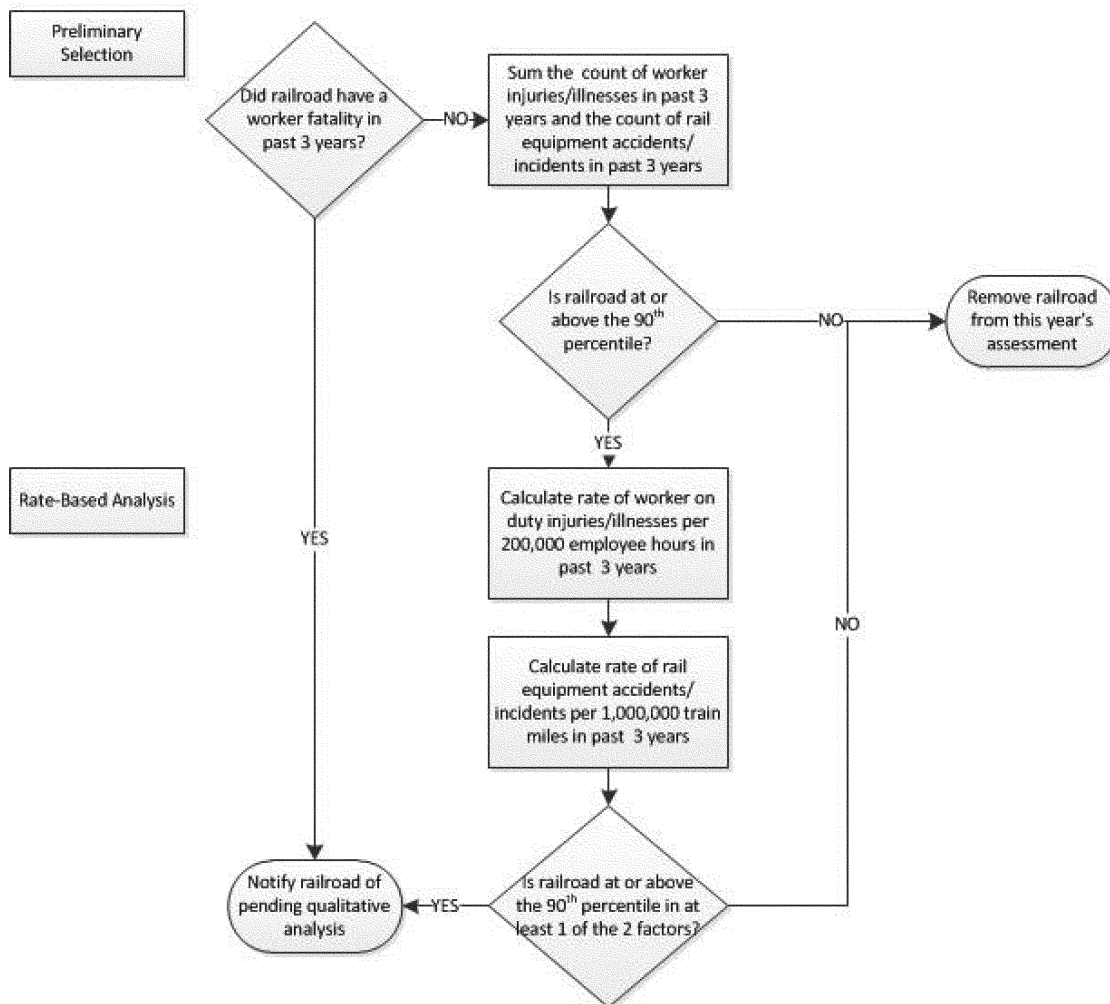 Preliminary
Selection
Did railroad have a
worker fatality in
past 3 years?
NO
Sum the count of worker
injuries/illnesses in past 3
years and the count of rail
equipment accidents/
incidents in past 3 years
Is railroad at or
above the 90th
percentile?
NO
Remove railroad
from this year's
assessment
YES
Rate-Based Analysis
Calculate rate of worker on
duty injuries/illnesses per
200,000 employee hours in
past 3 years
YES
NO
Calculate rate of rail
equipment accidents/
incidents per 1,000,000 train
miles in past 3 years
Notify railroad of
pending qualitative
analysis
YES
Is railroad at or above
the 90th percentile in at
least 1 of the 2 factors?